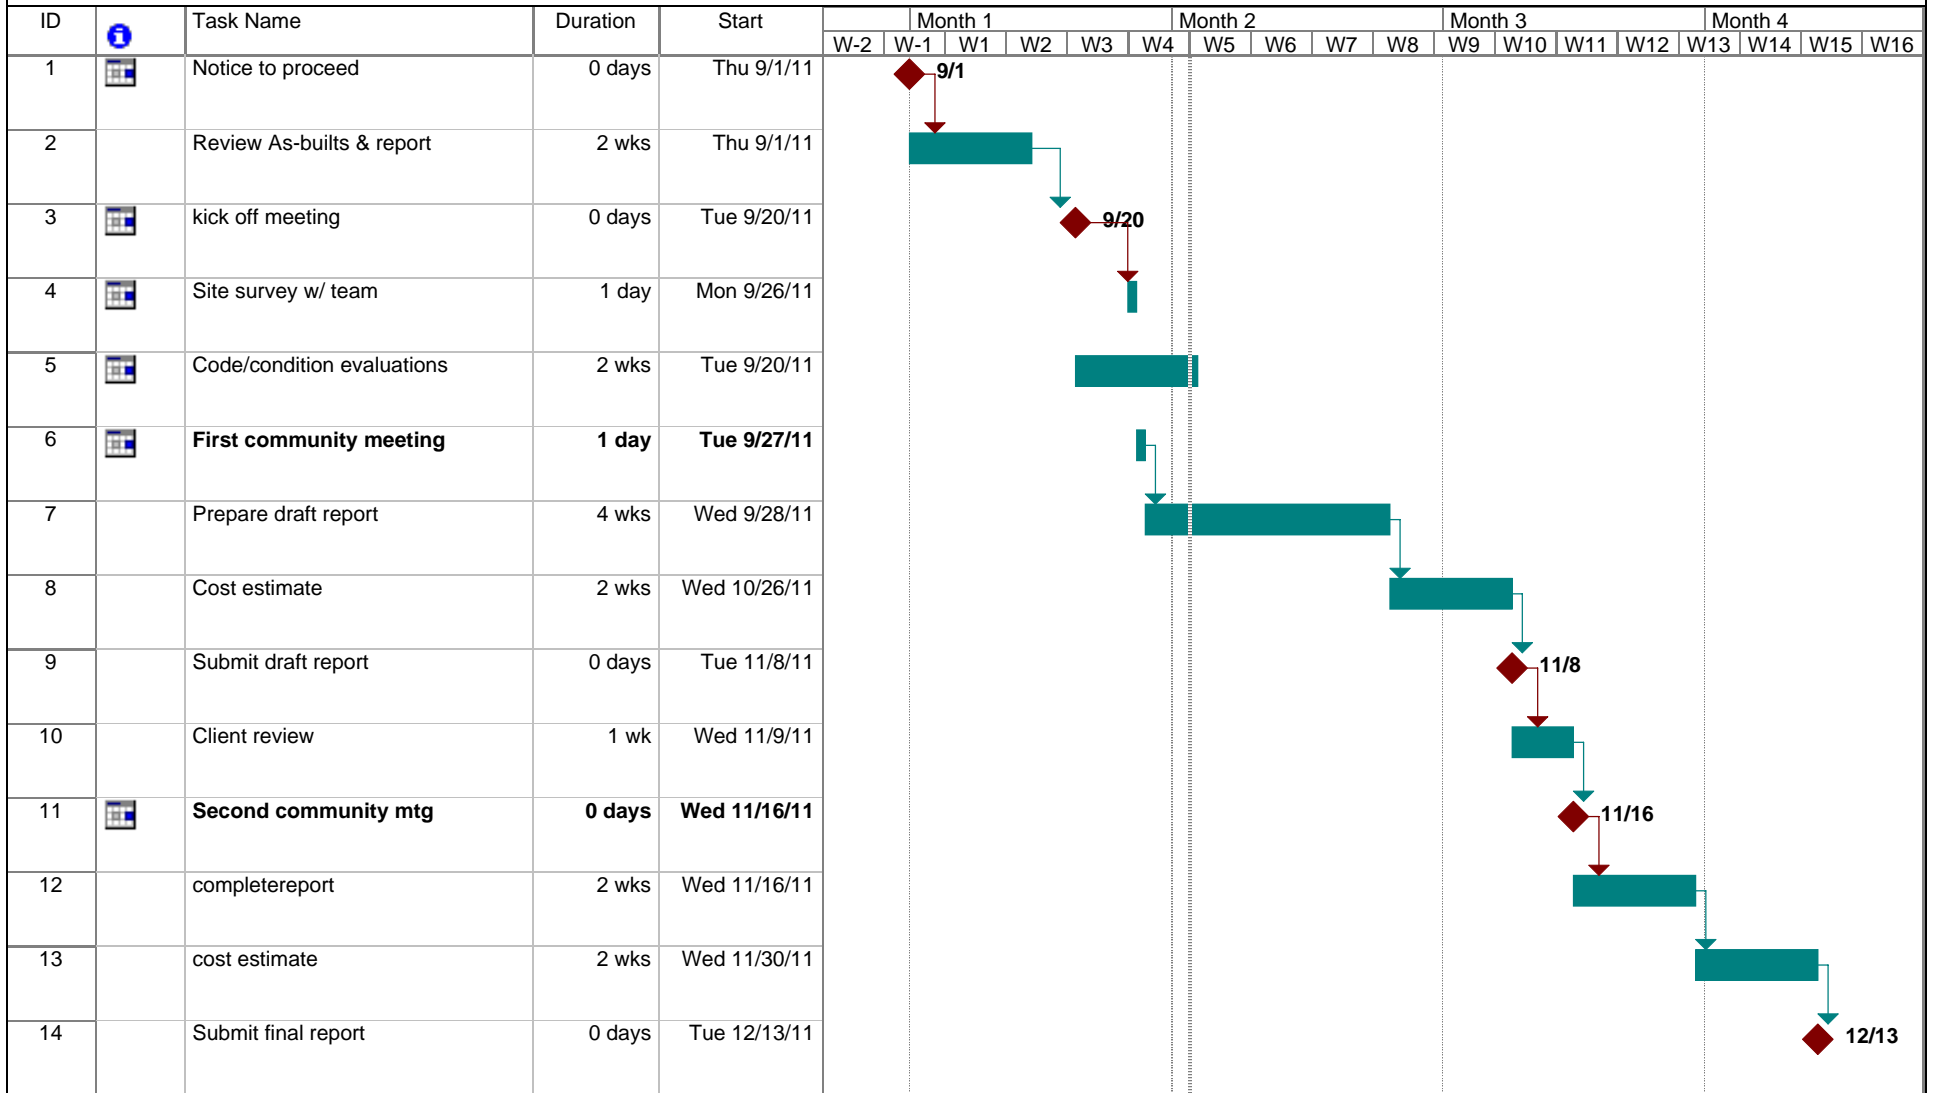 ID Task Name Duration Start Month 1 Month 2 Month 3 Month 4
i W-2 W-1 W1 W2 W3 W4 W5 W6 W7 W8 W9 W10 W11 W12 W13 W14 W15 W16
1 Notice to proceed 0 days Thu 9/1/11 9/1
2 Review As-builts & report 2 wks Thu 9/1/11
3 kick off meeting 0 days Tue 9/20/11 9/20
4 Site survey w/ team 1 day Mon 9/26/11
5 Code/condition evaluations 2 wks Tue 9/20/11
6 First community meeting 1 day Tue 9/27/11
7 Prepare draft report 4 wks Wed 9/28/11
8 Cost estimate 2 wks Wed 10/26/11
9 Submit draft report 0 days Tue 11/8/11 11/8
10 Client review 1 wk Wed 11/9/11
11 Second community mtg 0 days Wed 11/16/11 11/16
12 completereport 2 wks Wed 11/16/11
13 cost estimate 2 wks Wed 11/30/11
14 Submit final report 0 days Tue 12/13/11 12/13